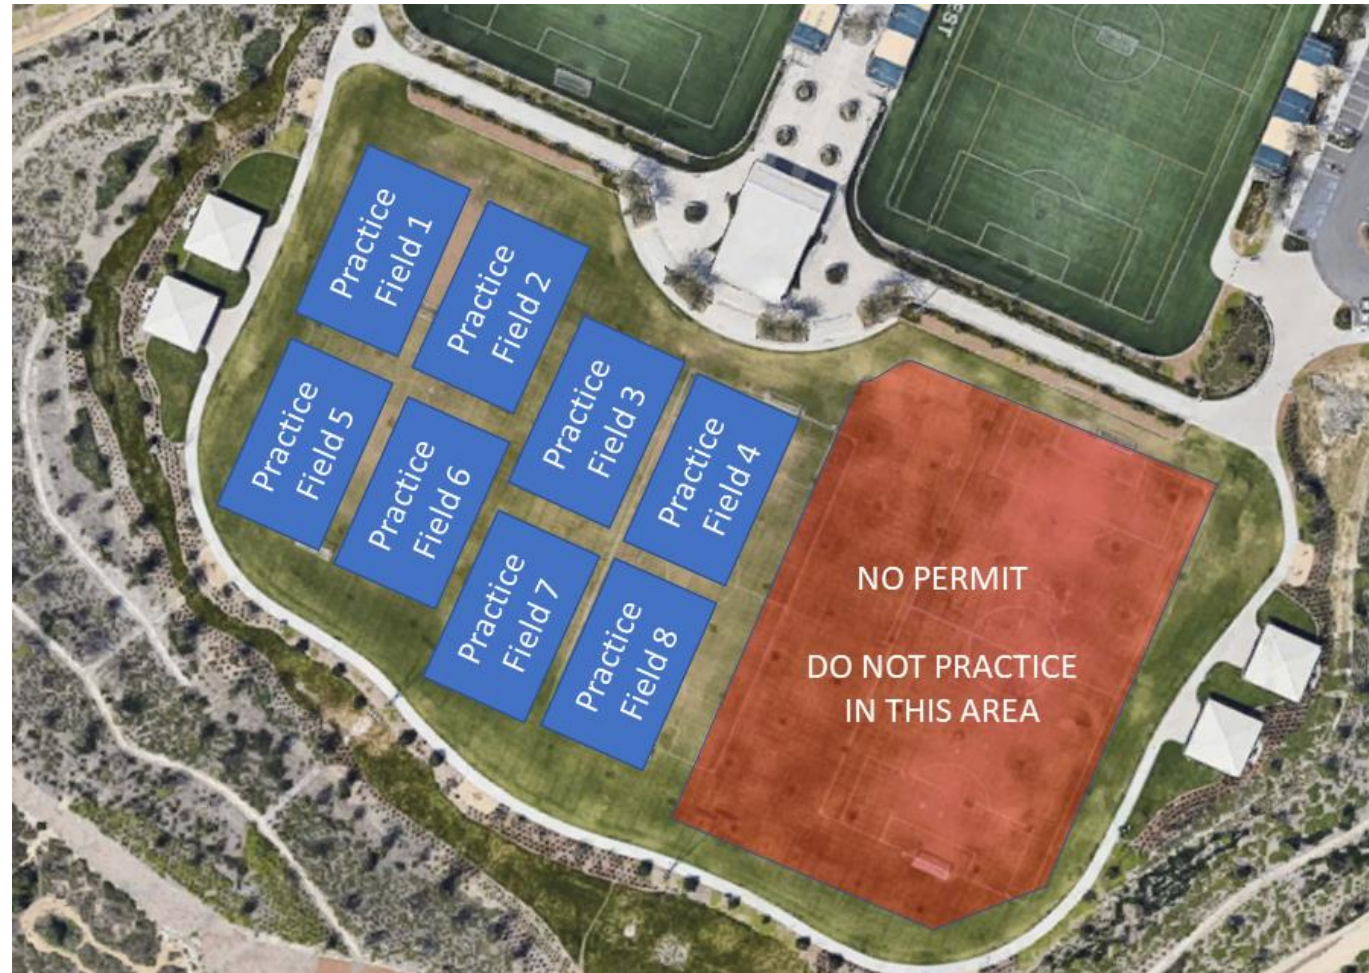 EST
Practice
Field 1
Practice
Field 2
Practice
Field 3
Practice
Field 4
Practice
Field 5
Practice
Field 6
Practice
Field 7
Practice
Field 8
NO PERMIT
DO NOT PRACTICE
IN THIS AREA